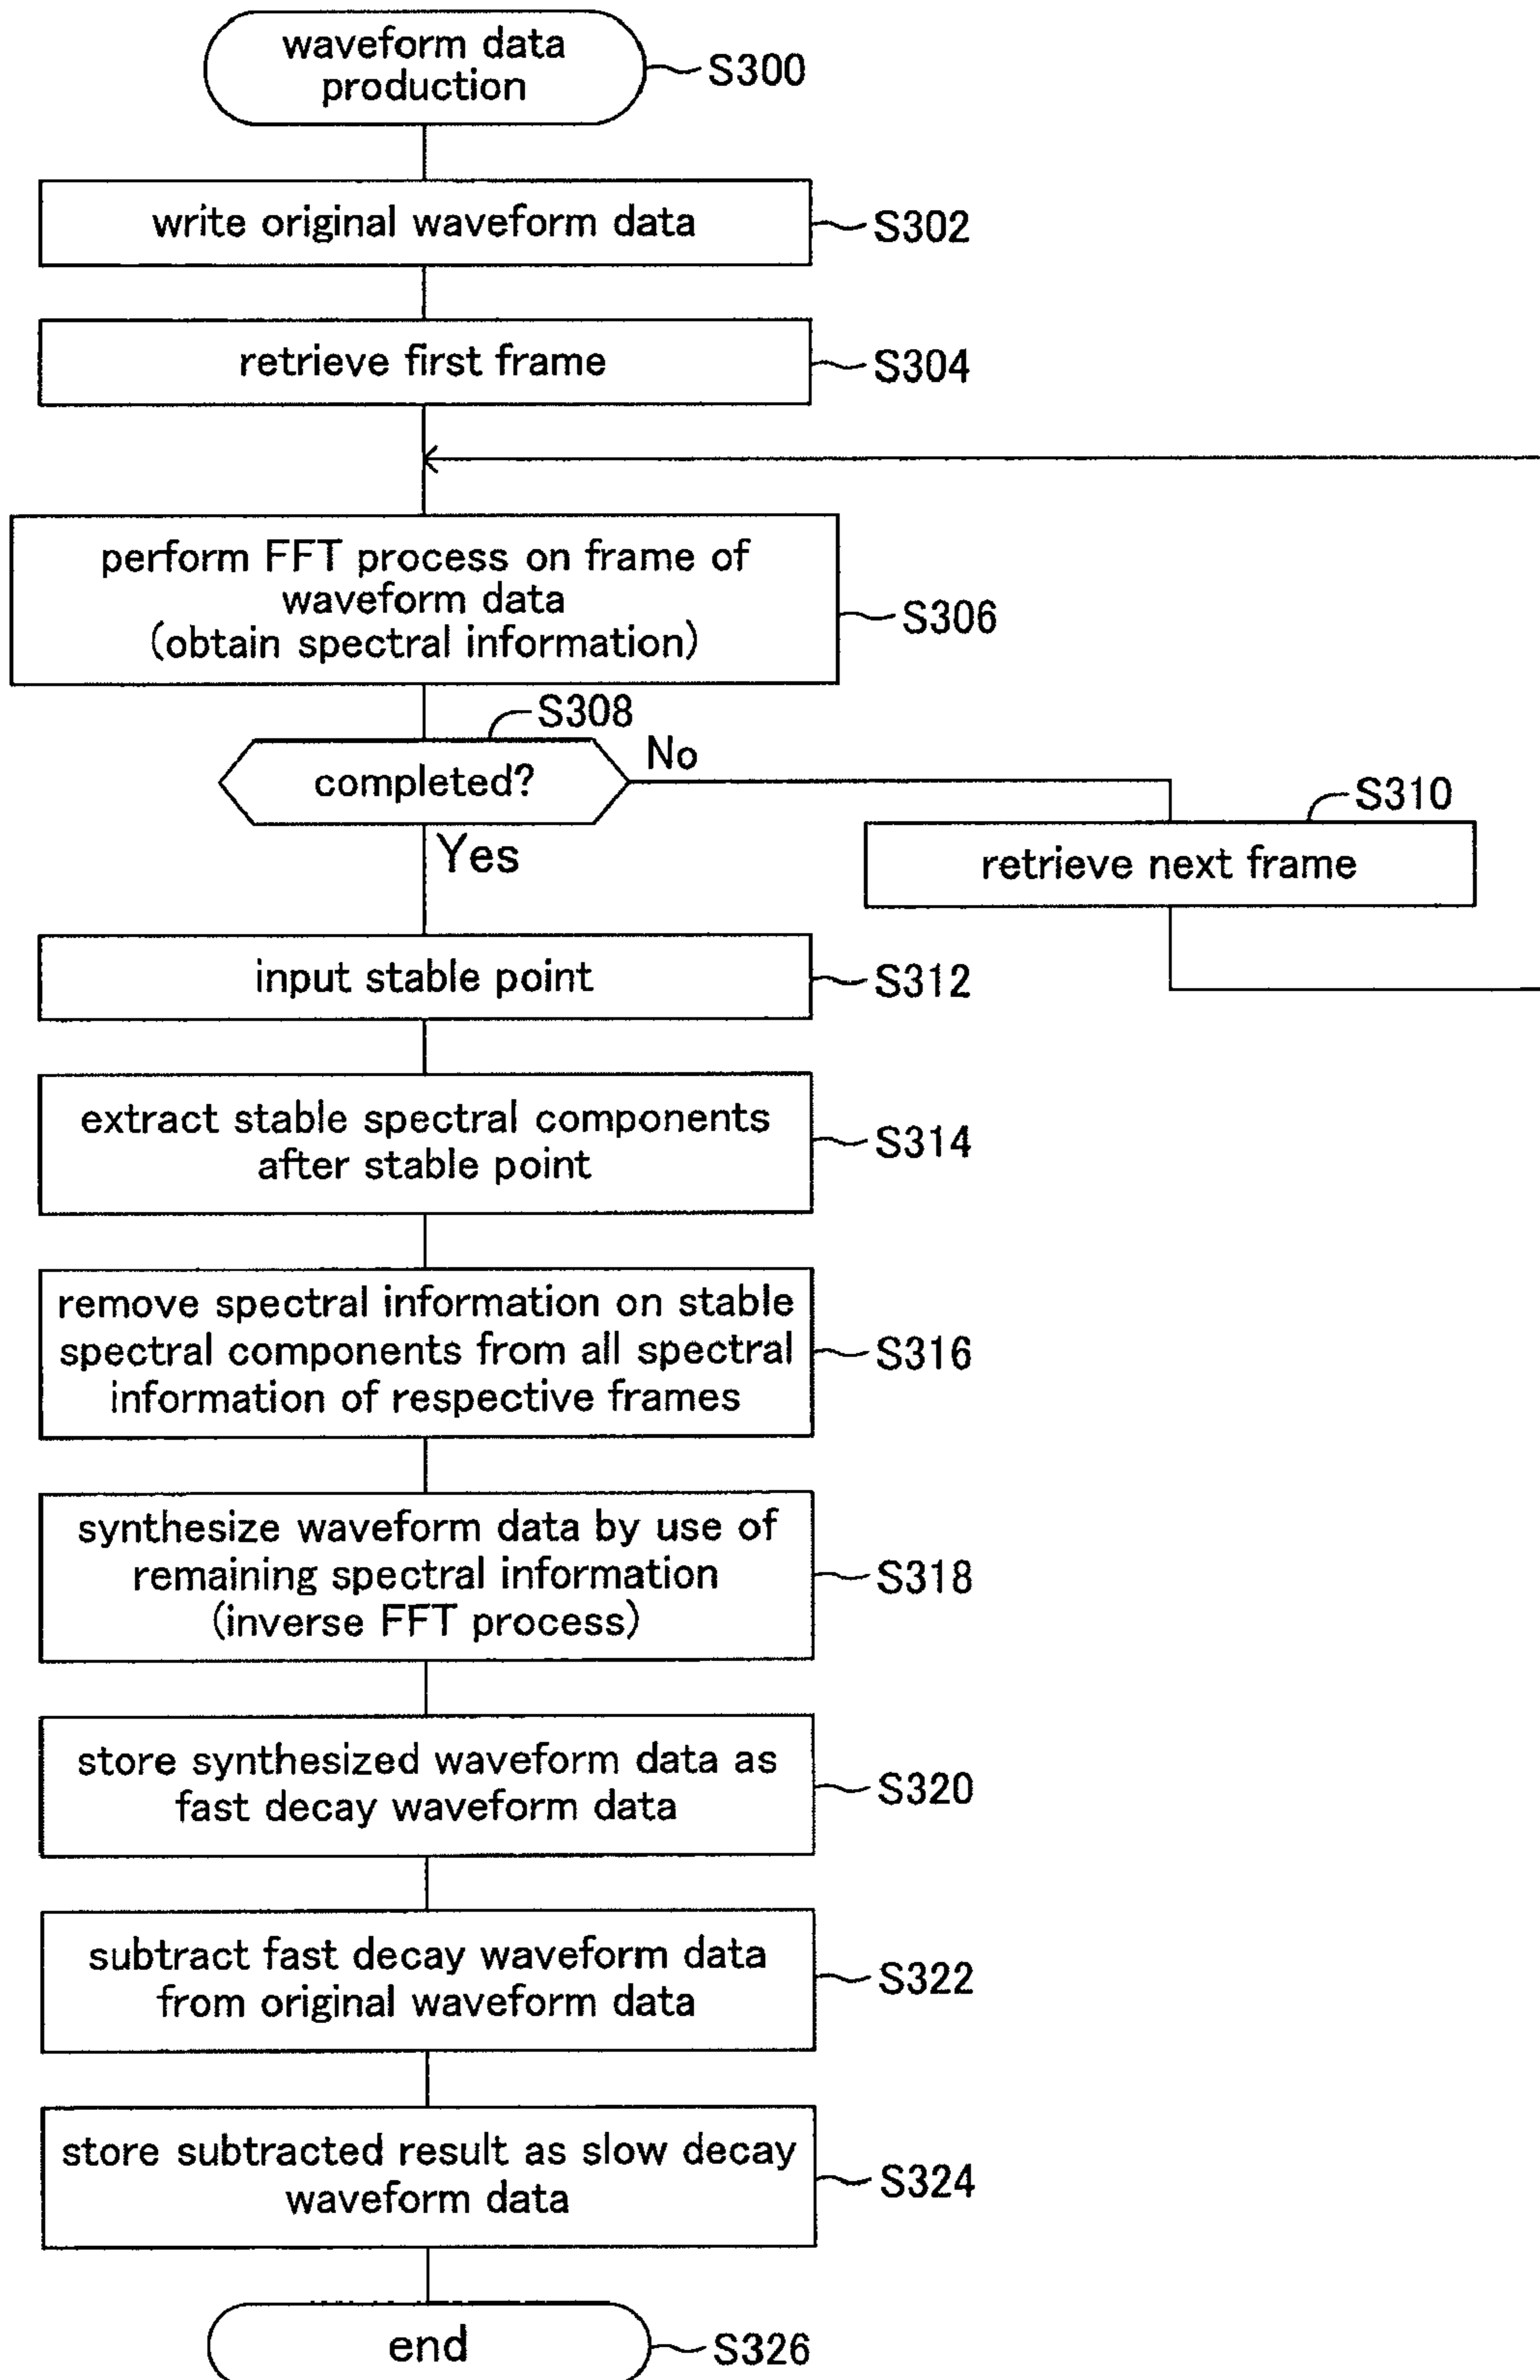 waveform data
production
S300
write original waveform data
S302
retrieve first frame
S304
perform FFT process on frame of
waveform data
(obtain spectral information)
S306
S308
completed?
No
Yes
S310
retrieve next frame
input stable point
S312
extract stable spectral components
after stable point
S314
remove spectral information on stable
spectral components from all spectral
information of respective frames
S316
synthesize waveform data by use of
remaining spectral information
(inverse FFT process)
S318
store synthesized waveform data as
fast decay waveform data
S320
subtract fast decay waveform data
from original waveform data
S322
store subtracted result as slow decay
waveform data
S324
end
S326